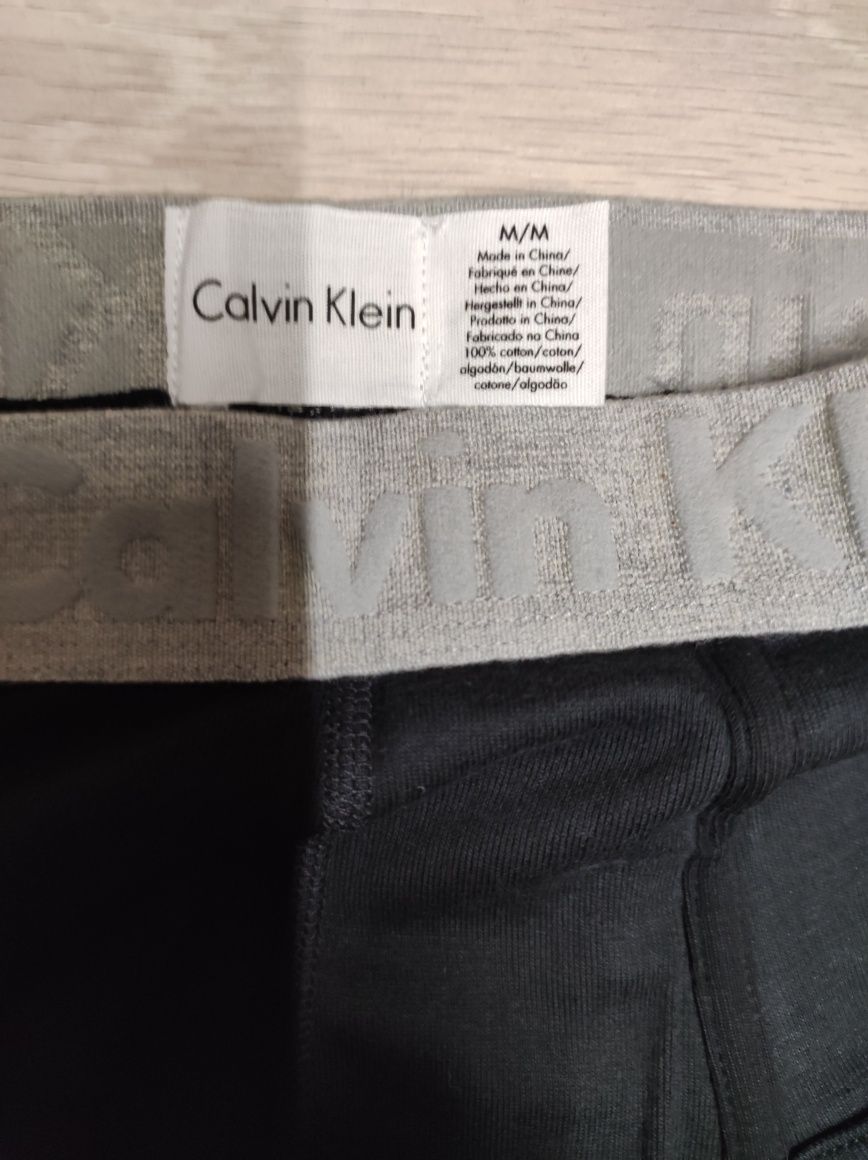 Calvin Klein
M/M
Made in China/
Fabriqué en Chine/
Hecho en China/
Hergestellt in China/
Prodotto in China/
Fabricado na China
100% cotton/coton/
algodón/baumwolle/
cotone/algodão
Calvin Kl